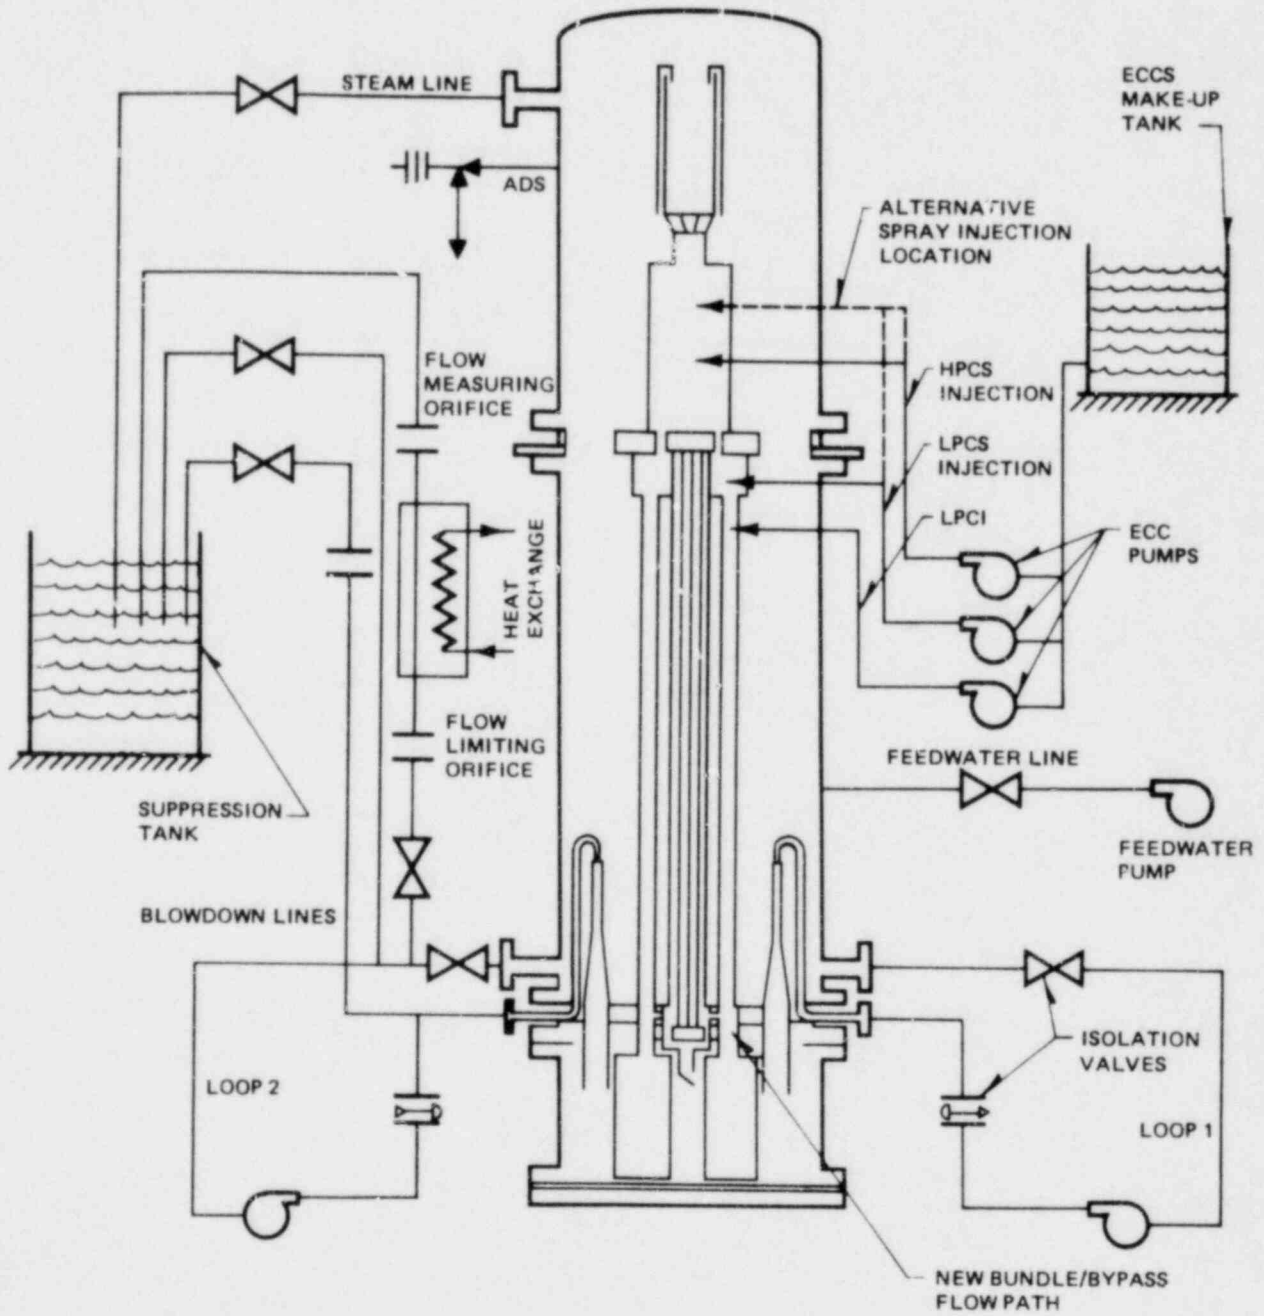 STEAM LINE
ECCS
MAKE-UP
TANK
ADS
ALTERNATIVE
SPRAY INJECTION
LOCATION
FLOW
MEASURING
ORIFICE
HPCS
INJECTION
LPCS
INJECTION
LPCI
ECC
PUMPS
HEAT
EXCHANGE
FLOW
LIMITING
ORIFICE
FEEDWATER LINE
SUPPRESSION
TANK
FEEDWATER
PUMP
BLOWDOWN LINES
ISOLATION
VALVES
LOOP 2
LOOP 1
NEW BUNDLE/BYPASS
FLOW PATH